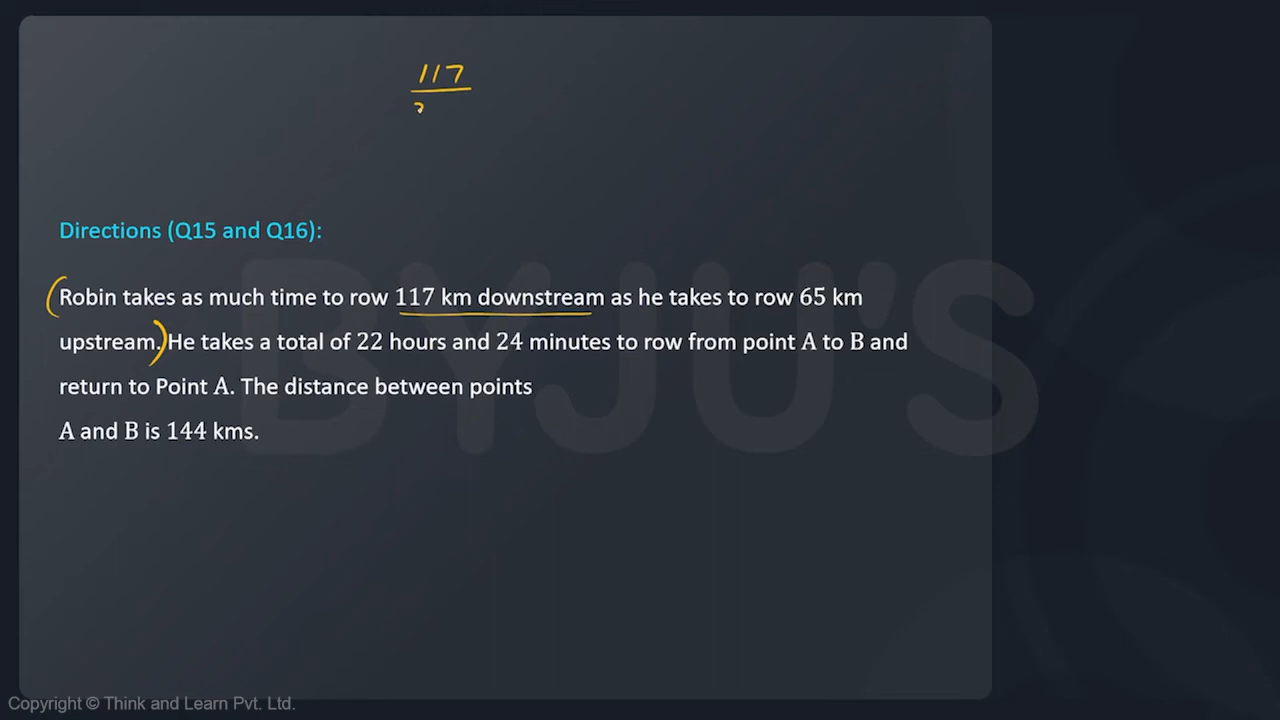 117
Directions (Q15 and Q16):
Robin takes as much time to row 117 km downstream as he takes to row 65 km
upstream. He takes a total of 22 hours and 24 minutes to row from point A to B and
return to Point A. The distance between points
A and B is 144 kms.
BYJU'S
Copyright © Think and Learn Pvt. Ltd.